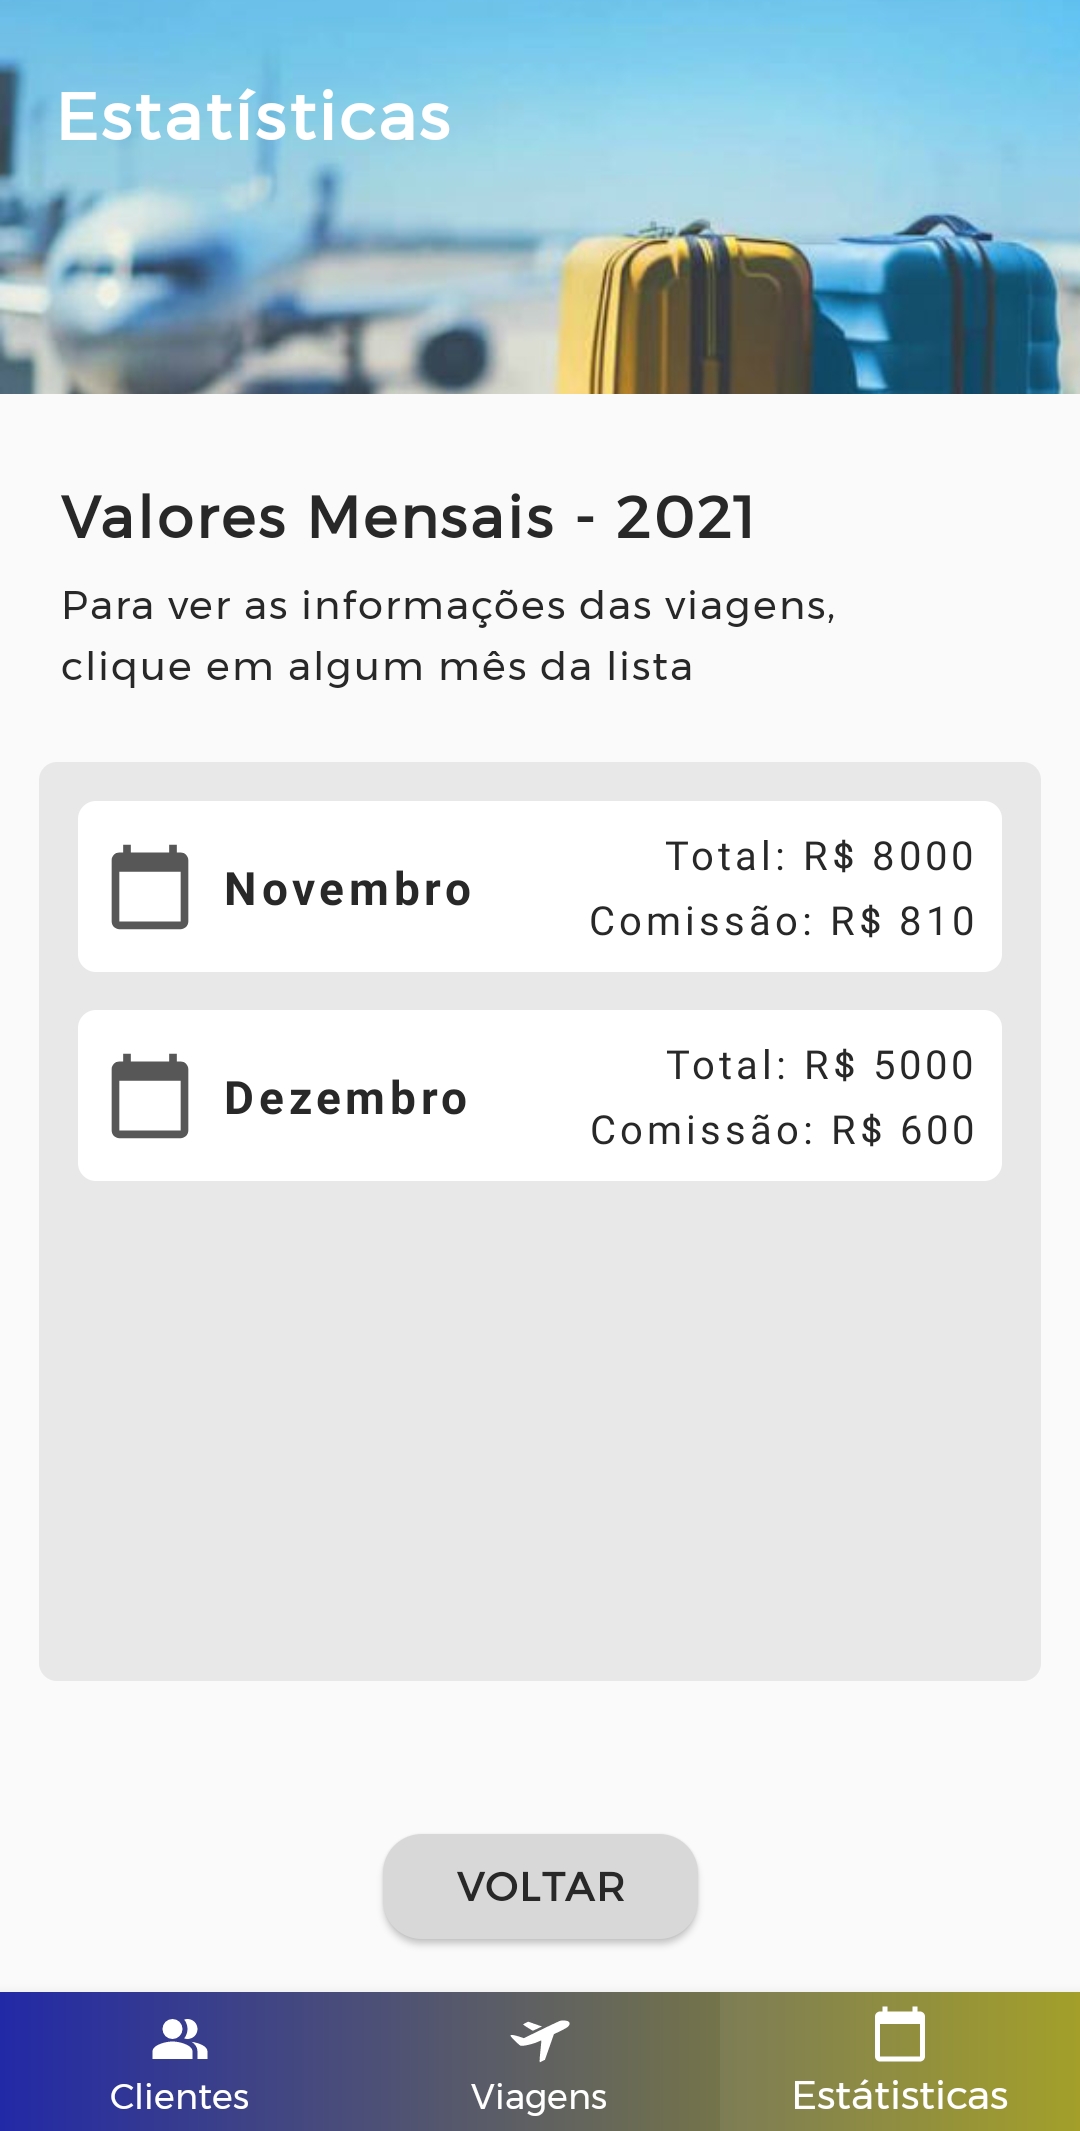 Estatísticas
Valores Mensais - 2021
Para ver as informações das viagens,
clique em algum mês da lista
Novembro
Total: R$ 8000
Comissão: R$ 810
Dezembro
Total: R$ 5000
Comissão: R$ 600
VOLTAR
Clientes
Viagens
Estátisticas